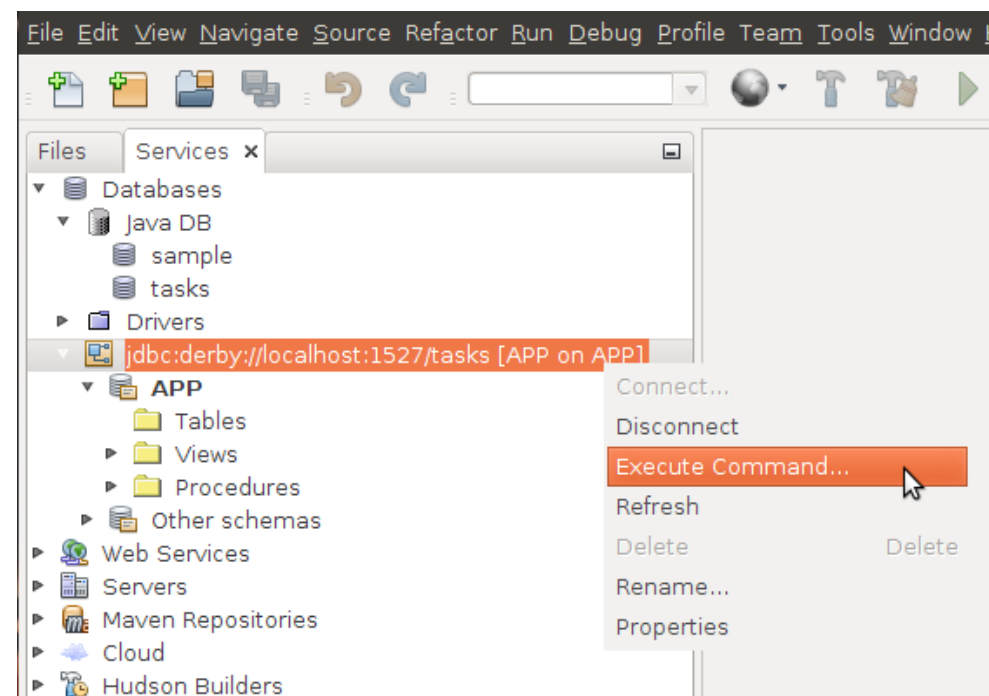 File Edit View Navigate Source Refactor Run Debug Profile Team Tools Window
Files Services
Databases
Java DB
sample
tasks
Drivers
jdbc:derby://localhost:1527/tasks [APP on APP]
APP
Tables
Views
Procedures
Other schemas
Web Services
Servers
Maven Repositories
Cloud
Hudson Builders
Connect...
Disconnect
Execute Command...
Refresh
Delete Delete
Rename...
Properties